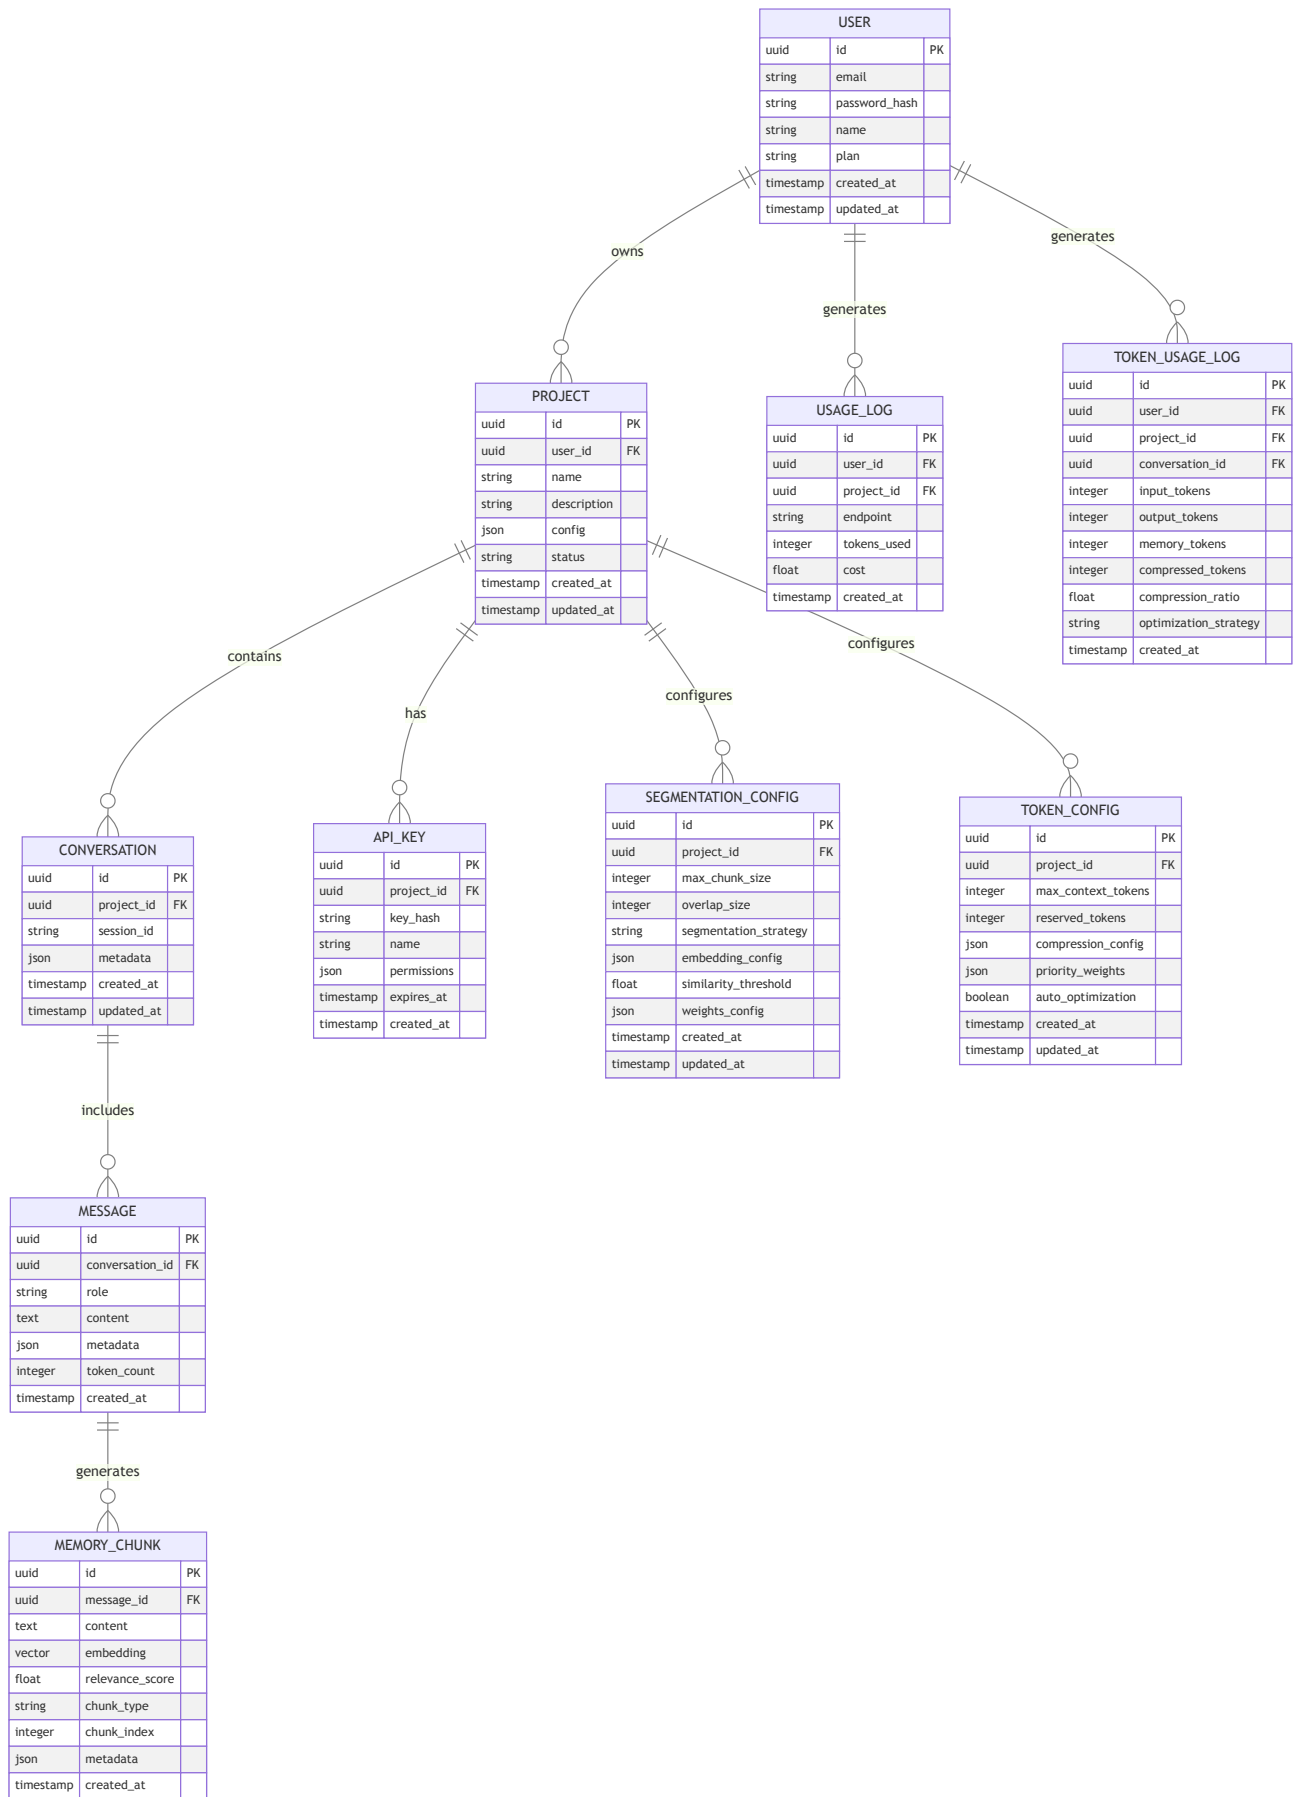 USER
uuid id PK
string email
string password_hash
string name
string plan
timestamp created_at
timestamp updated_at
owns
generates
generates
PROJECT
uuid id PK
uuid user_id FK
string name
string description
json config
string status
timestamp created_at
timestamp updated_at
USAGE_LOG
uuid id PK
uuid user_id FK
uuid project_id FK
string endpoint
integer tokens_used
float cost
timestamp created_at
TOKEN_USAGE_LOG
uuid id PK
uuid user_id FK
uuid project_id FK
uuid conversation_id FK
integer input_tokens
integer output_tokens
integer memory_tokens
integer compressed_tokens
float compression_ratio
string optimization_strategy
timestamp created_at
contains
has
configures
configures
CONVERSATION
uuid id PK
uuid project_id FK
string session_id
json metadata
timestamp created_at
timestamp updated_at
API_KEY
uuid id PK
uuid project_id FK
string key_hash
string name
json permissions
timestamp expires_at
timestamp created_at
SEGMENTATION_CONFIG
uuid id PK
uuid project_id FK
integer max_chunk_size
integer overlap_size
string segmentation_strategy
json embedding_config
float similarity_threshold
json weights_config
timestamp created_at
timestamp updated_at
TOKEN_CONFIG
uuid id PK
uuid project_id FK
integer max_context_tokens
integer reserved_tokens
json compression_config
json priority_weights
boolean auto_optimization
timestamp created_at
timestamp updated_at
includes
MESSAGE
uuid id PK
uuid conversation_id FK
string role
text content
json metadata
integer token_count
timestamp created_at
generates
MEMORY_CHUNK
uuid id PK
uuid message_id FK
text content
vector embedding
float relevance_score
string chunk_type
integer chunk_index
json metadata
timestamp created_at